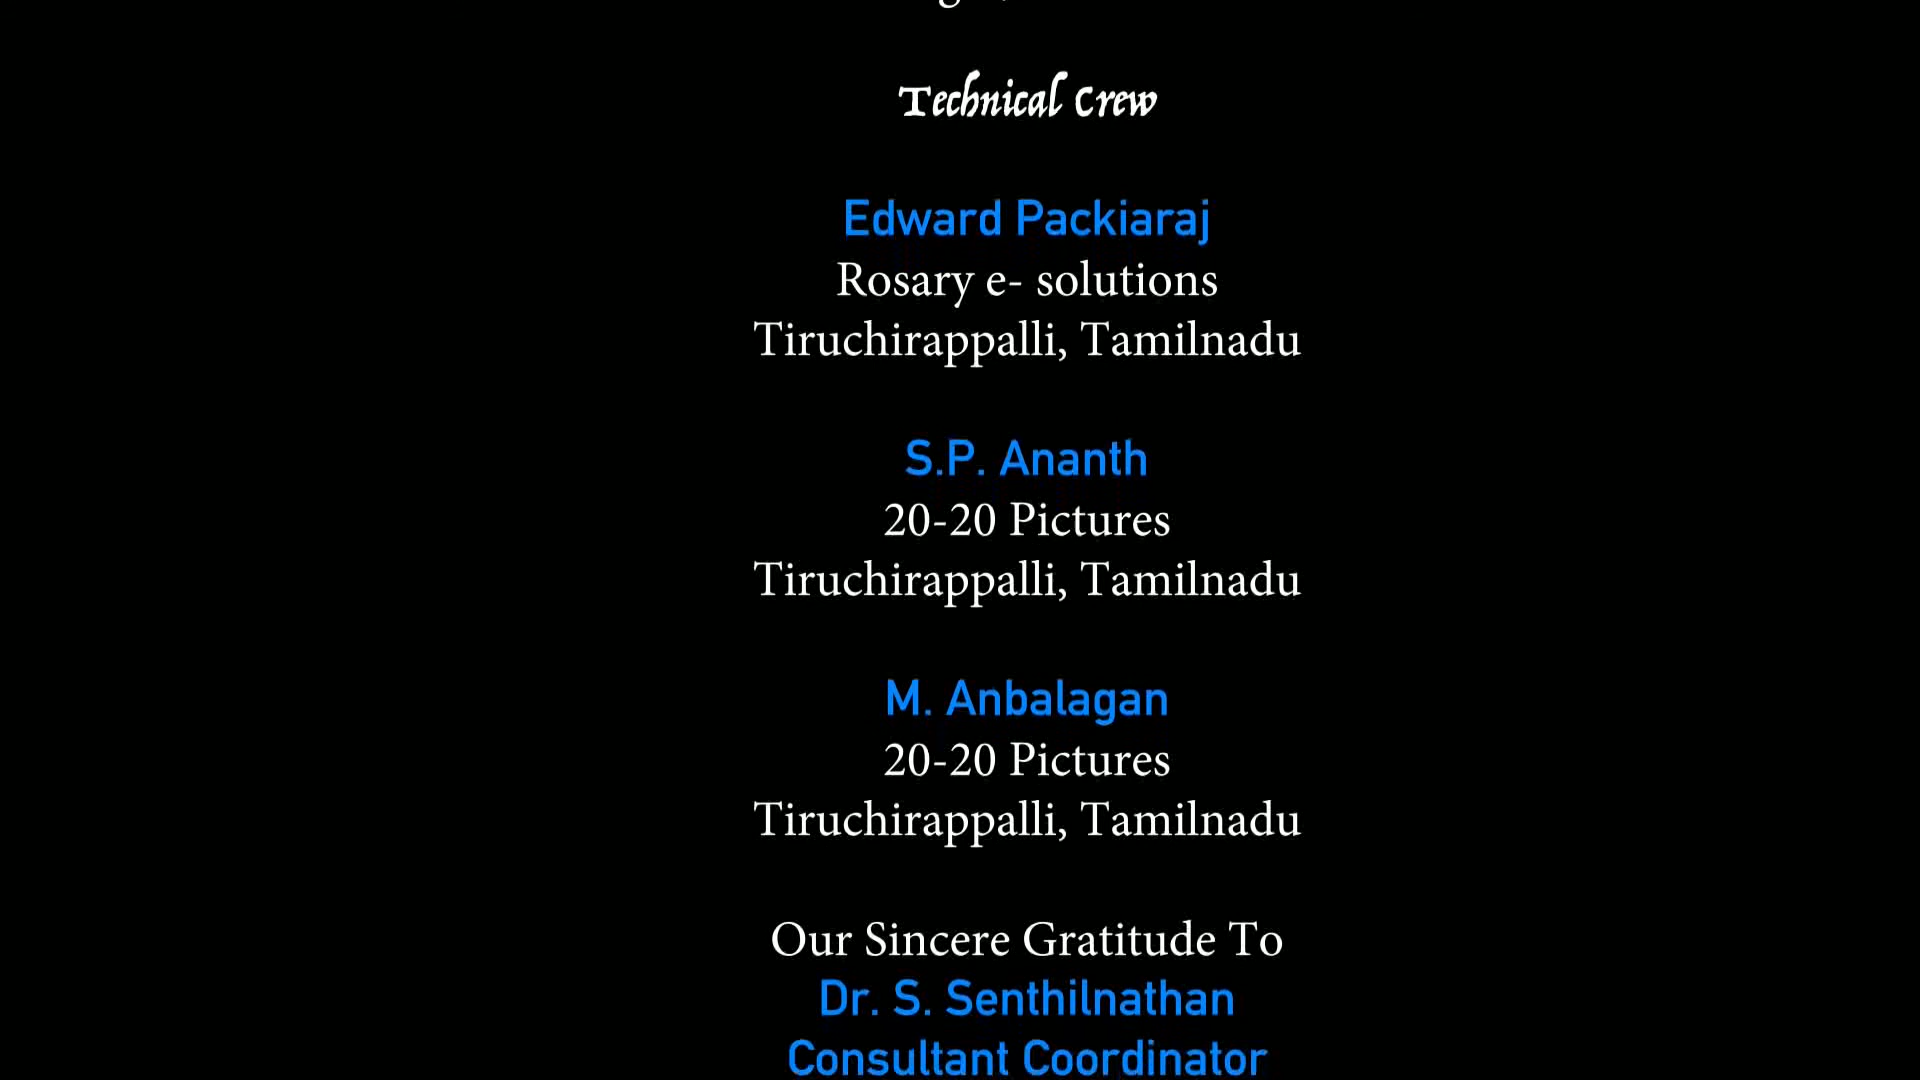 Technical Crew
Edward Packiaraj
Rosary e- solutions
Tiruchirappalli, Tamilnadu
S.P. Ananth
20-20 Pictures
Tiruchirappalli, Tamilnadu
M. Anbalagan
20-20 Pictures
Tiruchirappalli, Tamilnadu
Our Sincere Gratitude To
Dr. S. Senthilnathan
Consultant Coordinator